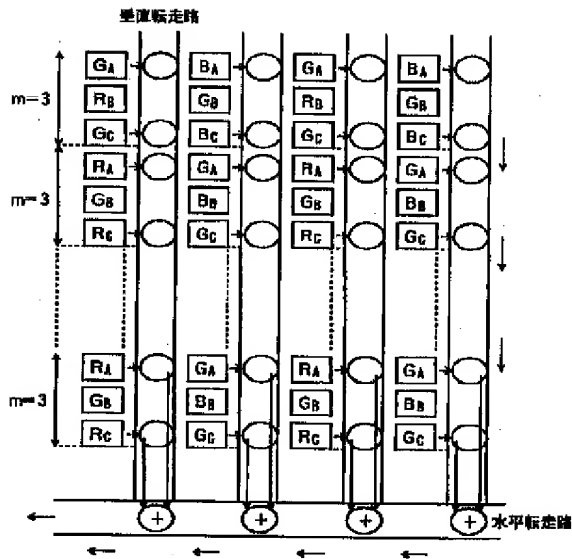 垂直転走路
GA BA GA BA
m=3 RB GB RB GB
GC BC GC BC
RA GA RA GA
m=3 GB BB GB BB
RC GC RC GC
RA GA RA GA
m=3 GB BB GB BB
RC GC RC GC
+ + + + 水平転走路